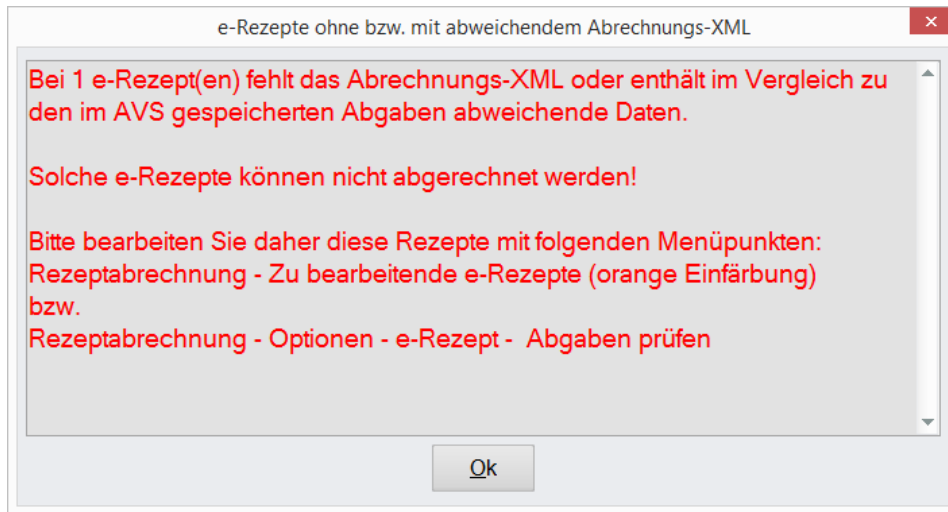 e-Rezepte ohne bzw. mit abweichendem Abrechnungs-XML
Bei 1 e-Rezept(en) fehlt das Abrechnungs-XML oder enthält im Vergleich zu
den im AVS gespeicherten Abgaben abweichende Daten.
Solche e-Rezepte können nicht abgerechnet werden!
Bitte bearbeiten Sie daher diese Rezepte mit folgenden Menüpunkten:
Rezeptabrechnung - Zu bearbeitende e-Rezepte (orange Einfärbung)
bzw.
Rezeptabrechnung - Optionen - e-Rezept - Abgaben prüfen
Ok